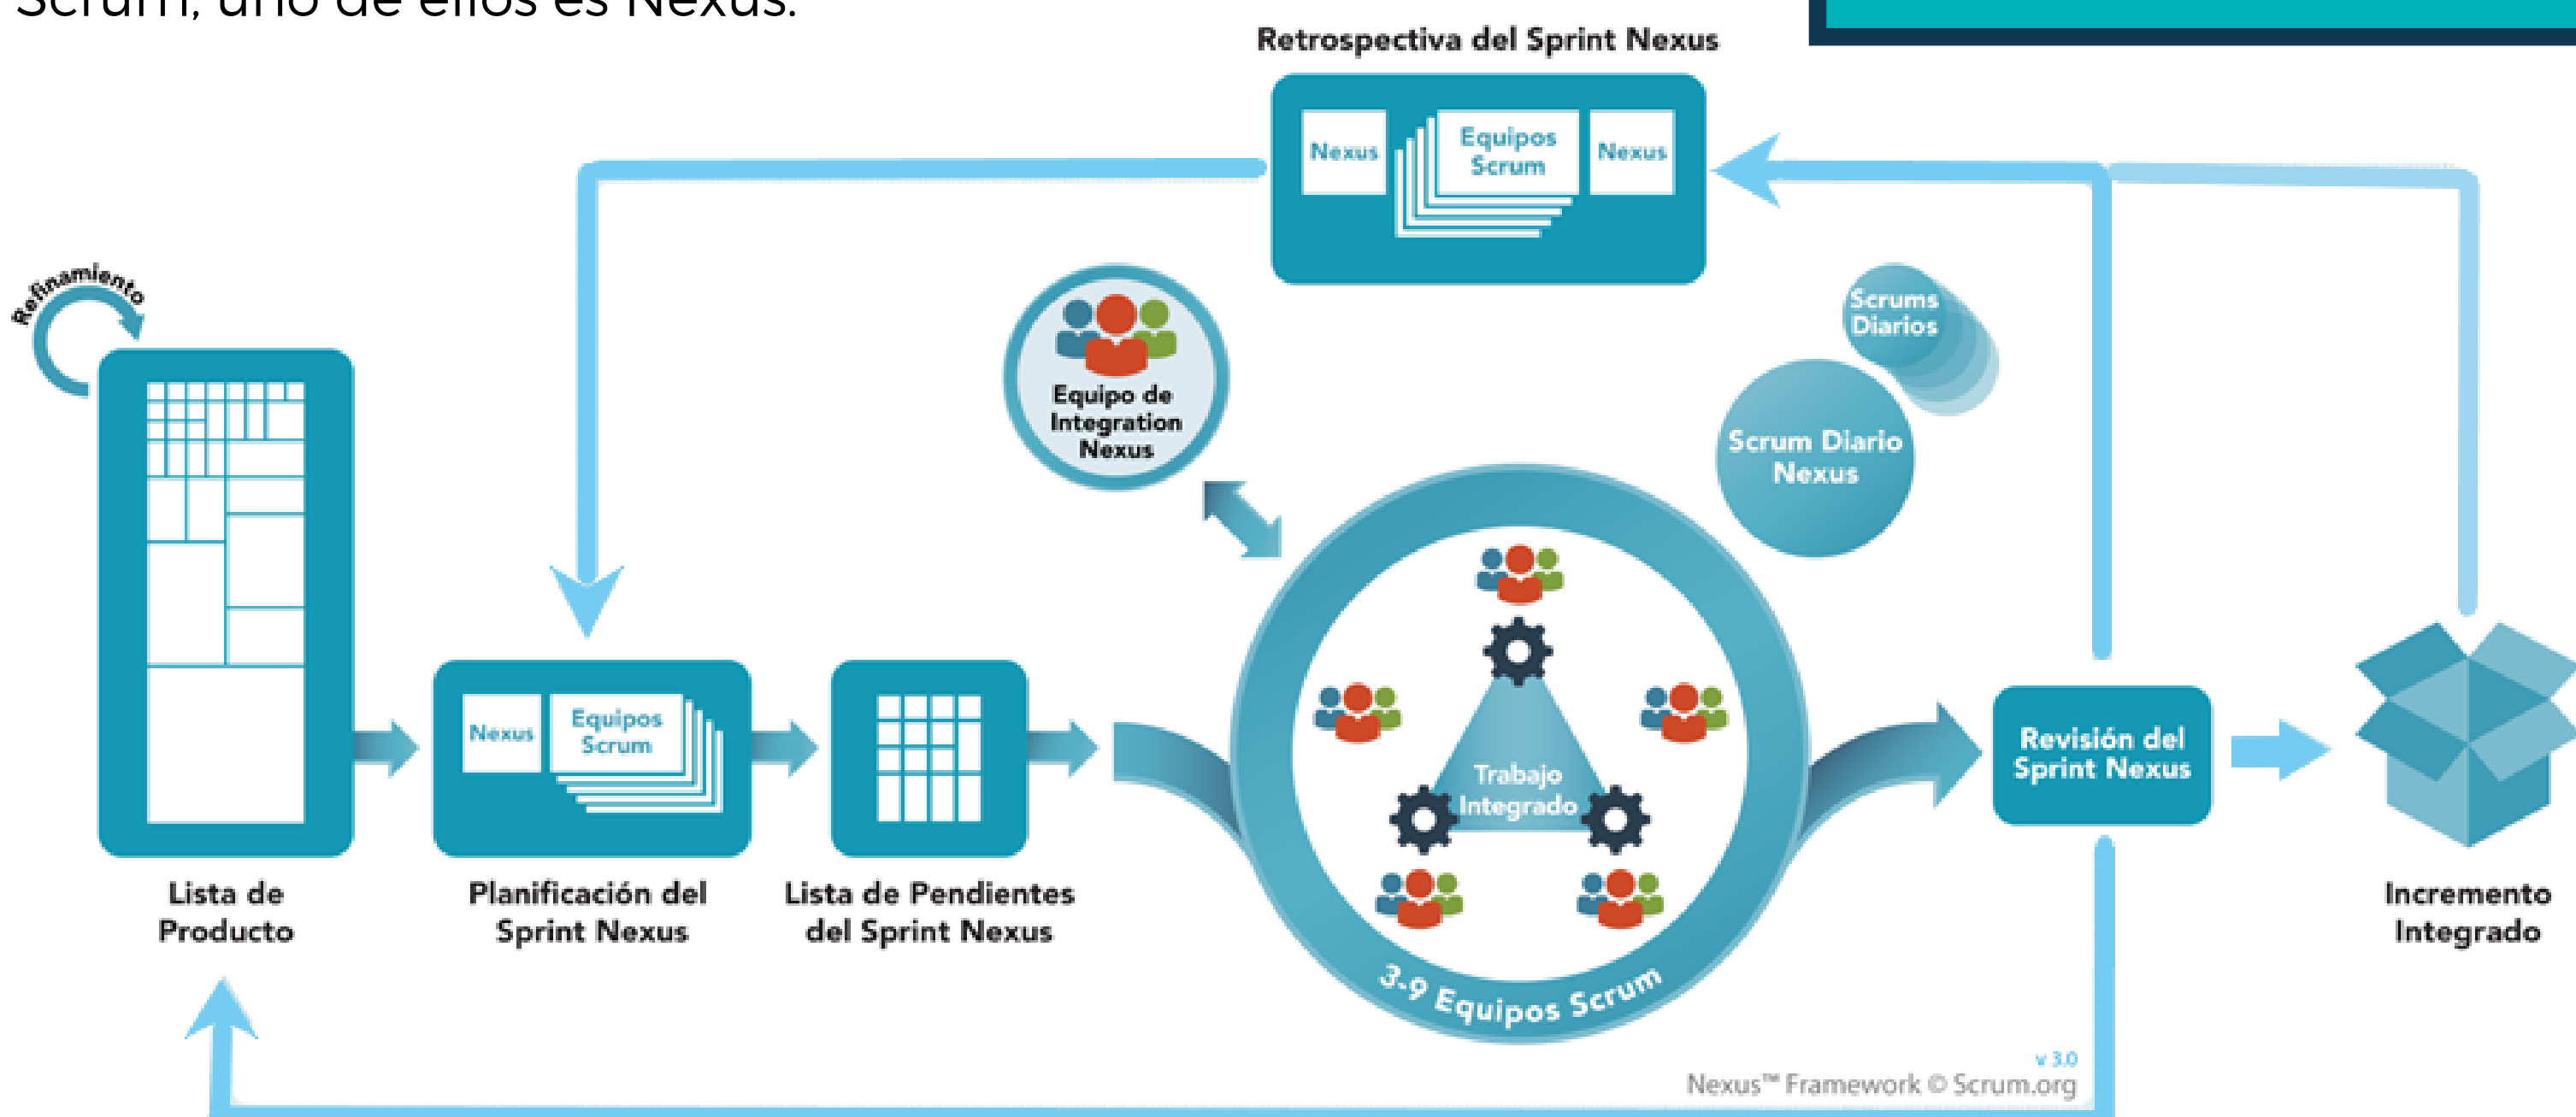 Scrum, uno de ellos es Nexus.
Retrospectiva del Sprint Nexus
Nexus
Equipos
Scrum
Nexus
Refinamiento
Equipo de
Integration
Nexus
Scrums
Diarios
Scrum Diario
Nexus
Nexus
Equipos
Scrum
Trabajo
Integrado
Revisión del
Sprint Nexus
Lista de
Producto
Planificación del
Sprint Nexus
Lista de Pendientes
del Sprint Nexus
Incremento
Integrado
3-9 Equipos Scrum
v 3.0
Nexus™ Framework © Scrum.org